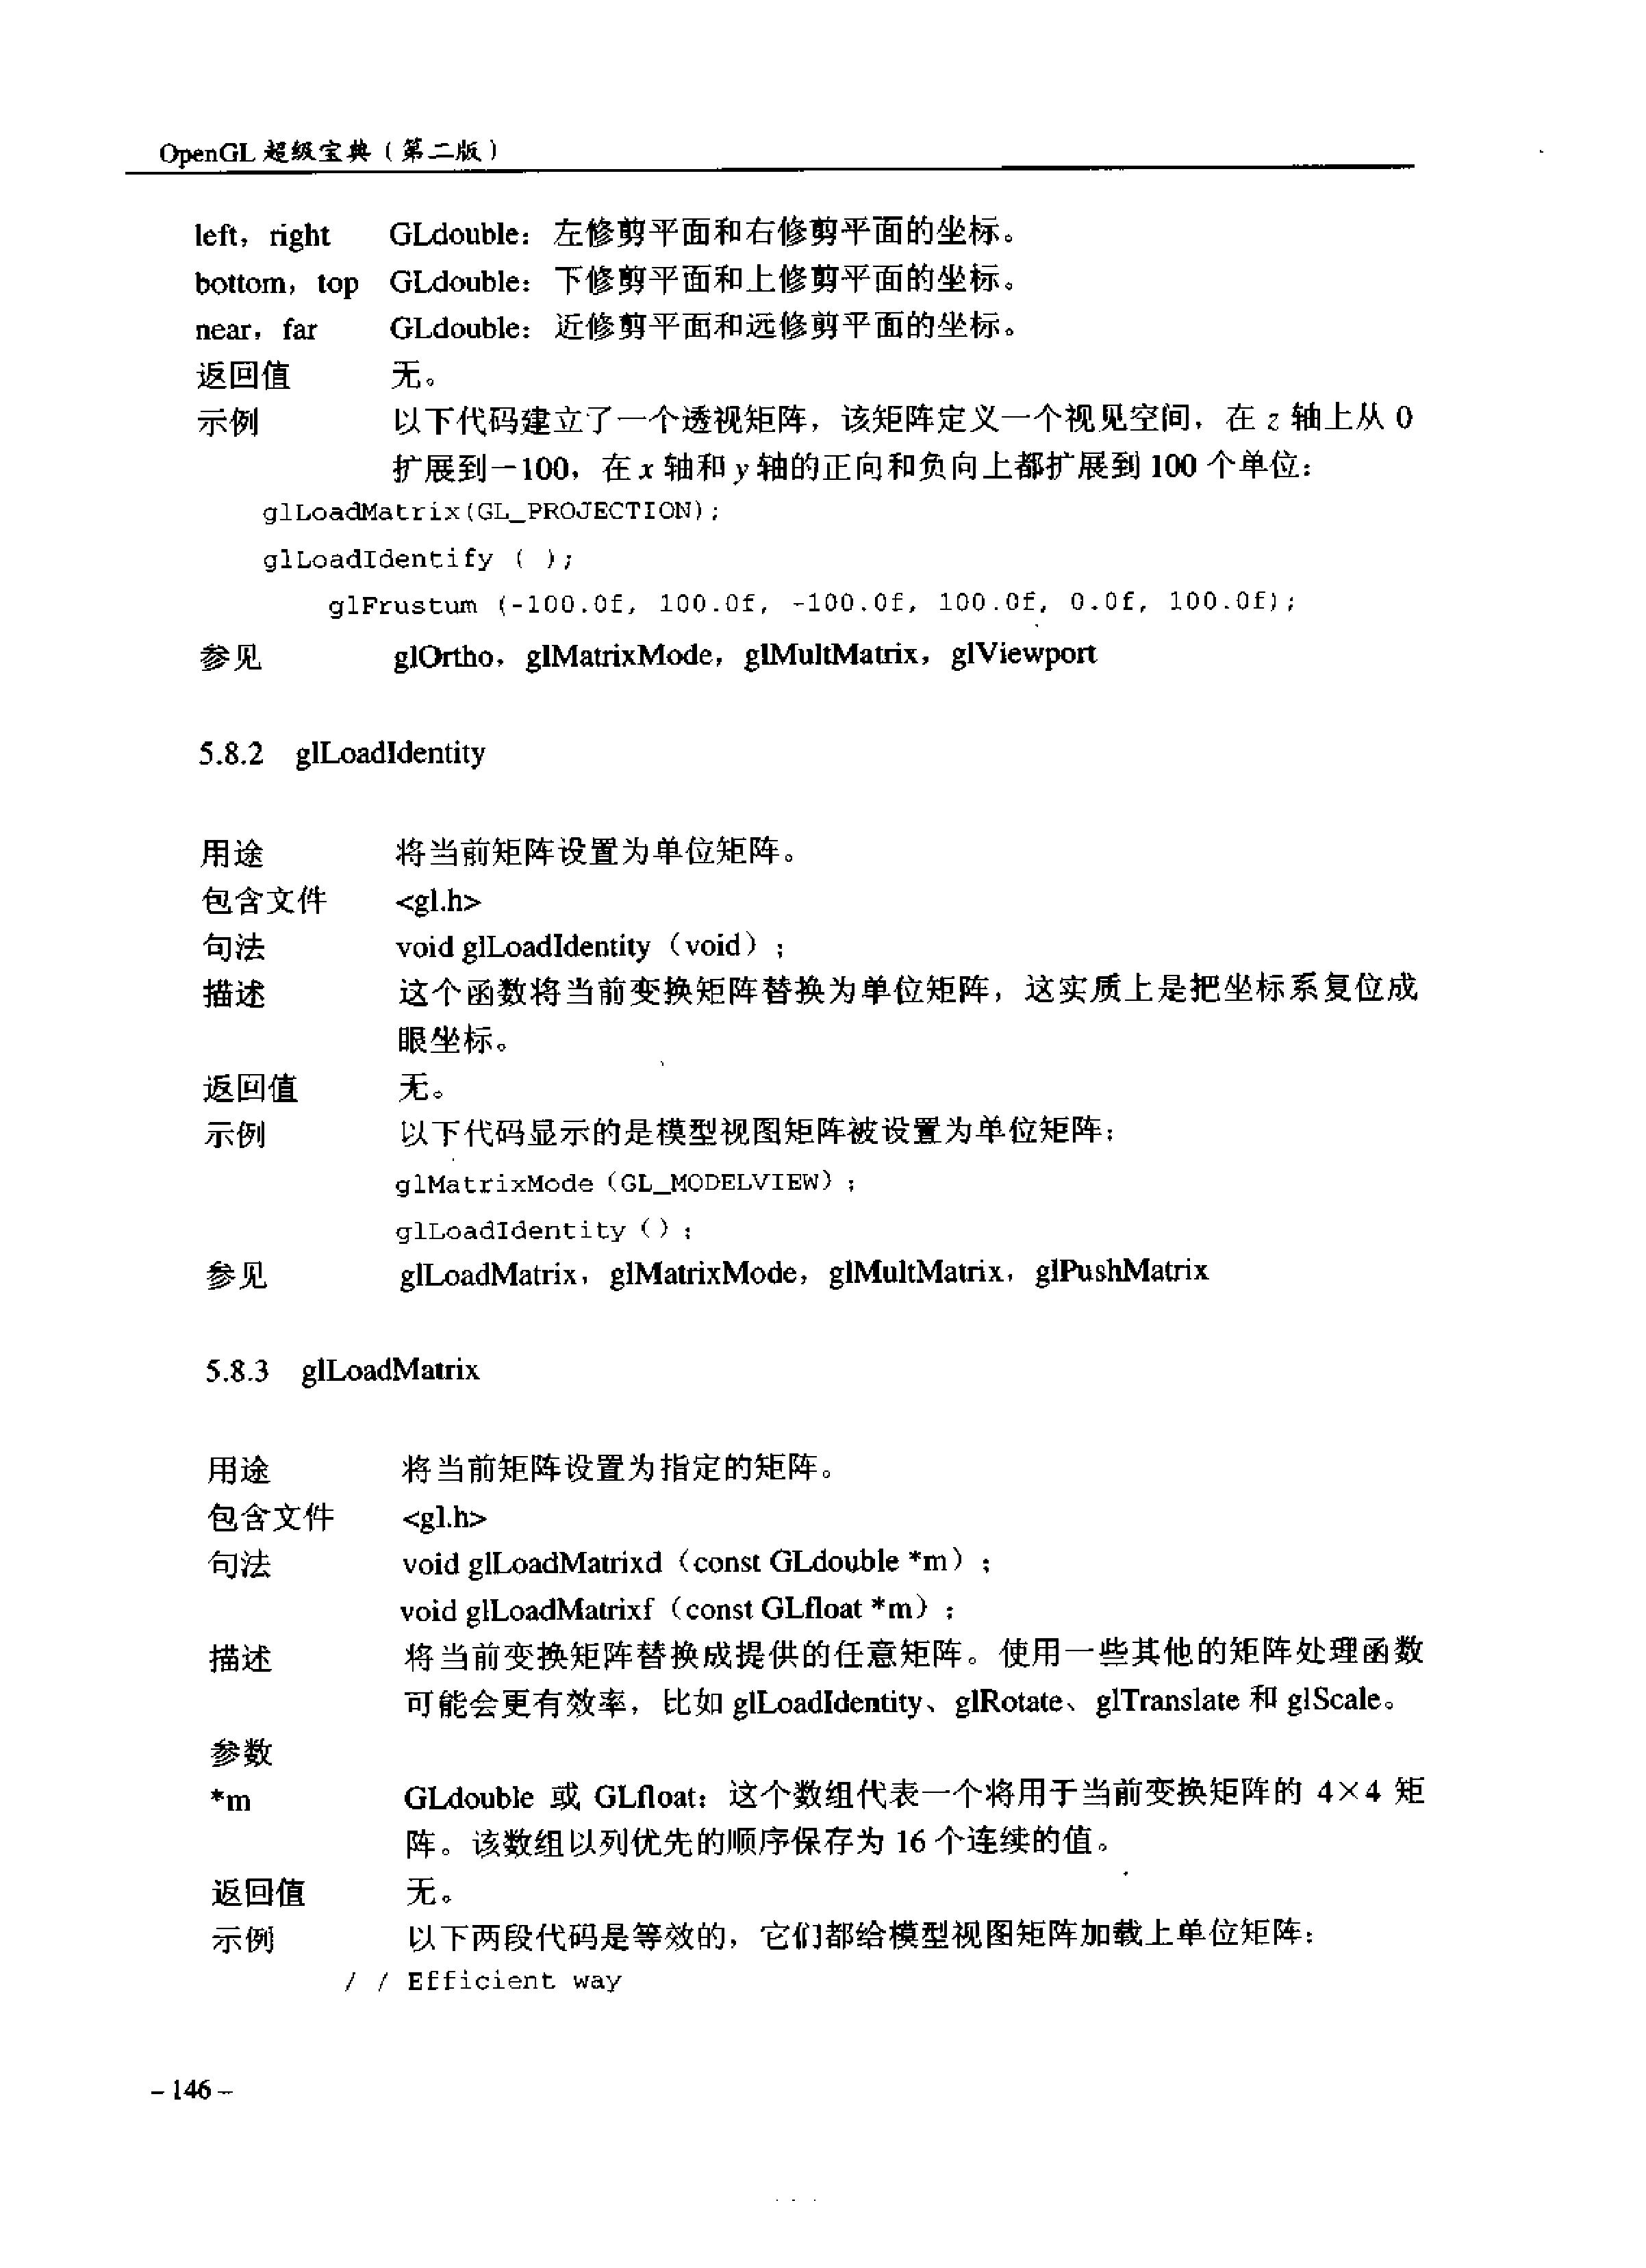 OpenGL 超级宝典（第二版）
left，right GLdouble：左修剪平面和右修剪平面的坐标。
bottom，top GLdouble：下修剪平面和上修剪平面的坐标。
near，far GLdouble：近修剪平面和远修剪平面的坐标。
返回值 无。
示例 以下代码建立了一个透视矩阵，该矩阵定义一个视见空间，在 z 轴上从 0
扩展到－100，在 x 轴和 y 轴的正向和负向上都扩展到 100 个单位：
glLoadMatrix(GL_PROJECTION);
glLoadIdentify ( );
glFrustum (-100.0f, 100.0f, -100.0f, 100.0f, 0.0f, 100.0f);
参见 glOrtho，glMatrixMode，glMultMatrix，glViewport
5.8.2 glLoadIdentity
用途 将当前矩阵设置为单位矩阵。
包含文件 <gl.h>
句法 void glLoadIdentity（void）；
描述 这个函数将当前变换矩阵替换为单位矩阵，这实质上是把坐标系复位成
眼坐标。
返回值 无。
示例 以下代码显示的是模型视图矩阵被设置为单位矩阵：
glMatrixMode（GL_MODELVIEW）；
glLoadIdentity（）；
参见 glLoadMatrix，glMatrixMode，glMultMatrix，glPushMatrix
5.8.3 glLoadMatrix
用途 将当前矩阵设置为指定的矩阵。
包含文件 <gl.h>
句法 void glLoadMatrixd（const GLdouble *m）；
void glLoadMatrixf（const GLfloat *m）；
描述 将当前变换矩阵替换成提供的任意矩阵。使用一些其他的矩阵处理函数
可能会更有效率，比如 glLoadIdentity、glRotate、glTranslate 和 glScale。
参数
*m GLdouble 或 GLfloat：这个数组代表一个将用于当前变换矩阵的 4×4 矩
阵。该数组以列优先的顺序保存为 16 个连续的值。
返回值 无。
示例 以下两段代码是等效的，它们都给模型视图矩阵加载上单位矩阵：
/ / Efficient way
－146－